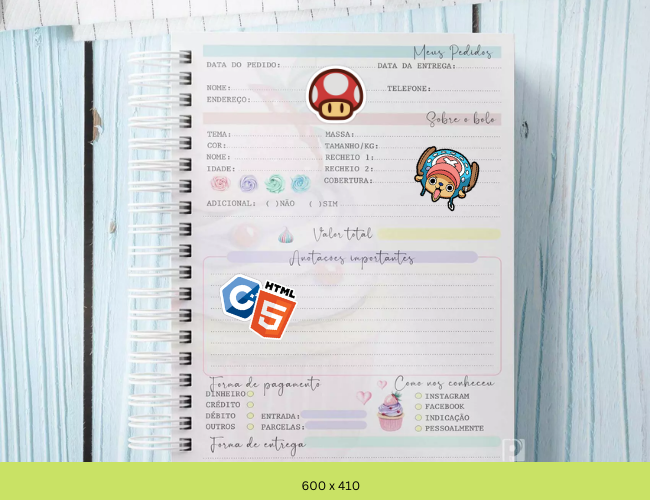 Meus Pedidos
DATA DO PEDIDO: DATA DA ENTREGA:
NOME: TELEFONE:
ENDEREÇO:
Sobre o bolo
TEMA: MASSA:
COR: TAMANHO/KG:
NOME: RECHEIO 1:
IDADE: RECHEIO 2:
COBERTURA:
ADICIONAL: ( )NÃO ( )SIM
Valor total
Anotacoes importantes
C
HTML
5
Forma de pagamento Como nos conheceu
DINHEIRO INSTAGRAM
CRÉDITO FACEBOOK
DÉBITO ENTRADA: INDICAÇÃO
OUTROS PARCELAS: PESSOALMENTE
Forma de entrega
600 x 410